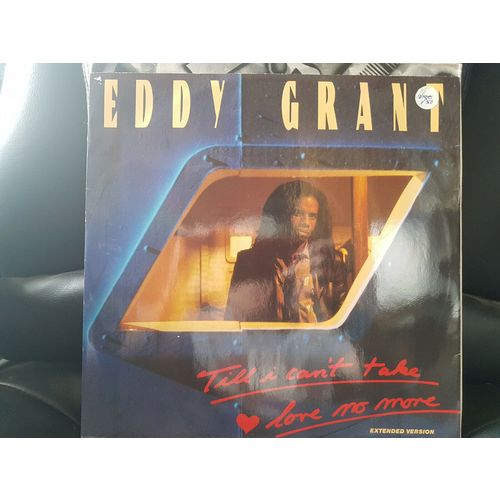 EDDY GRANT
Till i can't take
love no more
EXTENDED VERSION